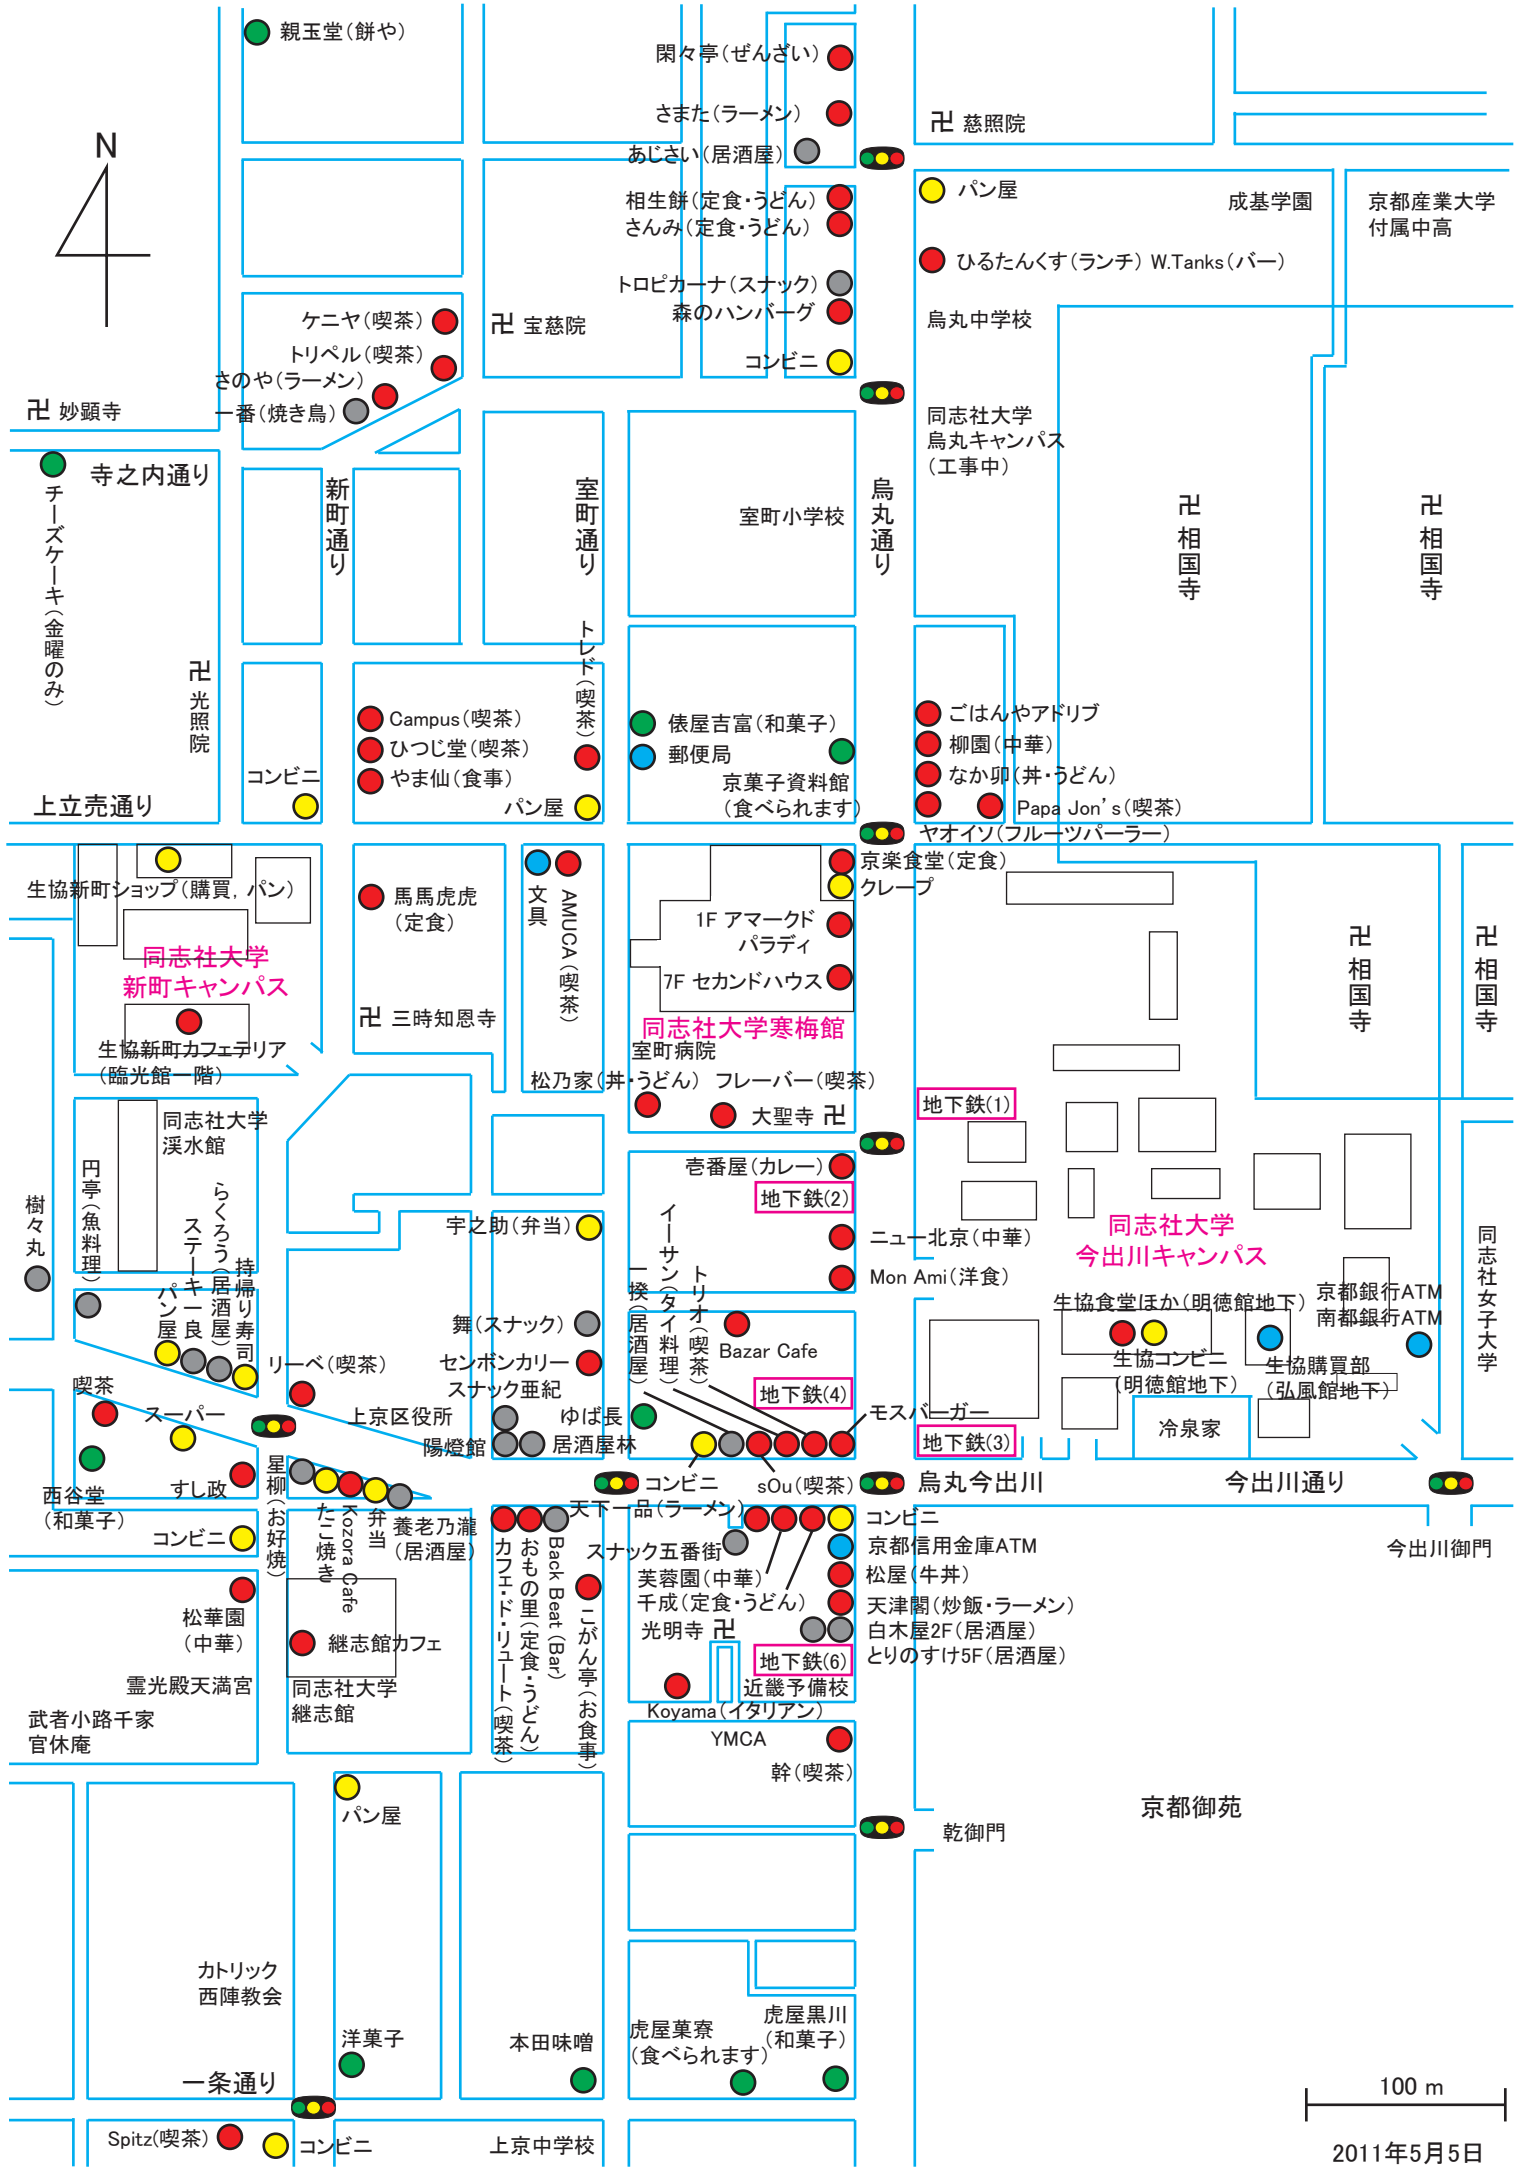 親玉堂(餅や)
閑々亭(ぜんざい)
さまた(ラーメン)
卍 慈照院
あじさい(居酒屋)
N
相生餅(定食・うどん)
さんみ(定食・うどん)
パン屋
成基学園
京都産業大学
付属中高
ひるたんくす(ランチ) W.Tanks(バー)
トロピカーナ(スナック)
森のハンバーグ
烏丸中学校
コンビニ
ケニヤ(喫茶)
卍 宝慈院
トリペル(喫茶)
さのや(ラーメン)
一番(焼き鳥)
卍 妙顕寺
同志社大学
烏丸キャンパス
(工事中)
寺之内通り
チーズケーキ(金曜のみ)
新町通り
室町通り
室町小学校
烏丸通り
卍 相国寺
卍 相国寺
卍 光照院
トレド(喫茶)
Campus(喫茶)
ひつじ堂(喫茶)
やま仙(食事)
コンビニ
パン屋
俵屋吉富(和菓子)
郵便局
京菓子資料館
(食べられます)
ごはんやアドリブ
柳園(中華)
なか卯(丼・うどん)
Papa Jon's(喫茶)
ヤオイソ(フルーツパーラー)
上立売通り
京楽食堂(定食)
クレープ
生協新町ショップ(購買, パン)
馬馬虎虎
(定食)
文具
AMUCA(喫茶)
1F アマークド
パラディ
7F セカンドハウス
同志社大学寒梅館
同志社大学
新町キャンパス
卍 三時知恩寺
卍 相国寺
卍 相国寺
生協新町カフェテリア
(臨光館一階)
室町病院
松乃家(丼・うどん)
フレーバー(喫茶)
大聖寺 卍
地下鉄(1)
同志社大学
渓水館
円亭(魚料理)
樹々丸
壱番屋(カレー)
地下鉄(2)
宇之助(弁当)
ニュー北京(中華)
Mon Ami(洋食)
同志社大学
今出川キャンパス
同志社女子大学
持帰り寿司
らくろう(居酒屋)
ステーキ一良
パン屋
リーベ(喫茶)
舞(スナック)
センボンカリー
スナック亜紀
一揆(居酒屋)
イーサン(タイ料理)
トリオ(喫茶)
Bazar Cafe
地下鉄(4)
モスバーガー
生協食堂ほか(明徳館地下)
生協コンビニ
(明徳館地下)
京都銀行ATM
南都銀行ATM
生協購買部
(弘風館地下)
冷泉家
地下鉄(3)
喫茶
スーパー
上京区役所
陽燈館
居酒屋林
ゆば長
西谷堂
(和菓子)
すし政
コンビニ
sOu(喫茶)
烏丸今出川
今出川通り
今出川御門
コンビニ
星柳(お好焼)
たこ焼き
Kozora Cafe
弁当
養老乃瀧
(居酒屋)
天下一品(ラーメン)
スナック五番街
芙蓉園(中華)
千成(定食・うどん)
光明寺 卍
コンビニ
京都信用金庫ATM
松屋(牛丼)
天津閣(炒飯・ラーメン)
白木屋2F(居酒屋)
とりのすけ5F(居酒屋)
カフェ・ド・リュート(喫茶)
おもの里(定食・うどん)
Back Beat (Bar)
こがん亭(お食事)
松華園
(中華)
継志館カフェ
霊光殿天満宮
同志社大学
継志館
武者小路千家
官休庵
地下鉄(6)
近畿予備校
Koyama(イタリアン)
YMCA
幹(喫茶)
パン屋
京都御苑
乾御門
カトリック
西陣教会
洋菓子
本田味噌
虎屋菓寮
(食べられます)
虎屋黒川
(和菓子)
一条通り
Spitz(喫茶)
コンビニ
上京中学校
100 m
2011年5月5日